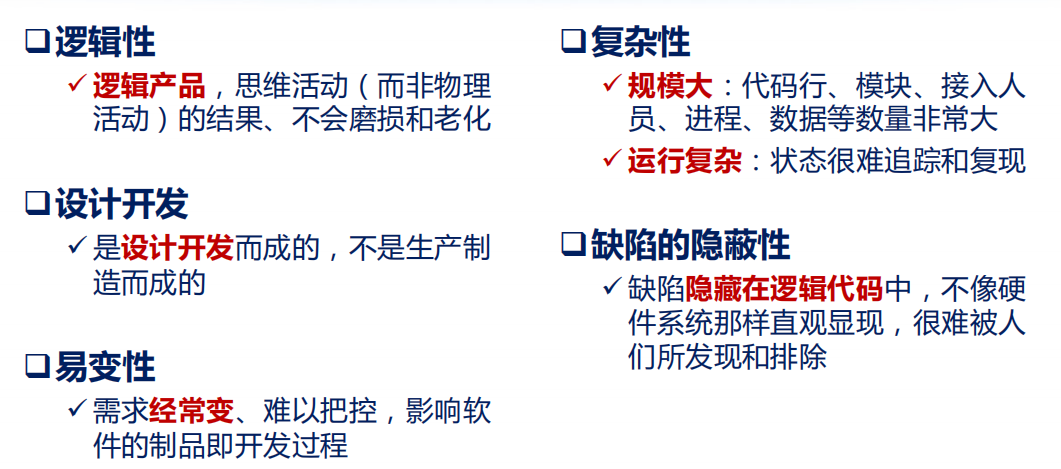 逻辑性
逻辑产品，思维活动（而非物理
活动）的结果、不会磨损和老化
设计开发
是设计开发而成的，不是生产制
造而成的
易变性
需求经常变、难以把控，影响软
件的制品即开发过程
复杂性
规模大：代码行、模块、接入人
员、进程、数据等数量非常大
运行复杂：状态很难追踪和复现
缺陷的隐蔽性
缺陷隐藏在逻辑代码中，不像硬
件系统那样直观显现，很难被人
们所发现和排除